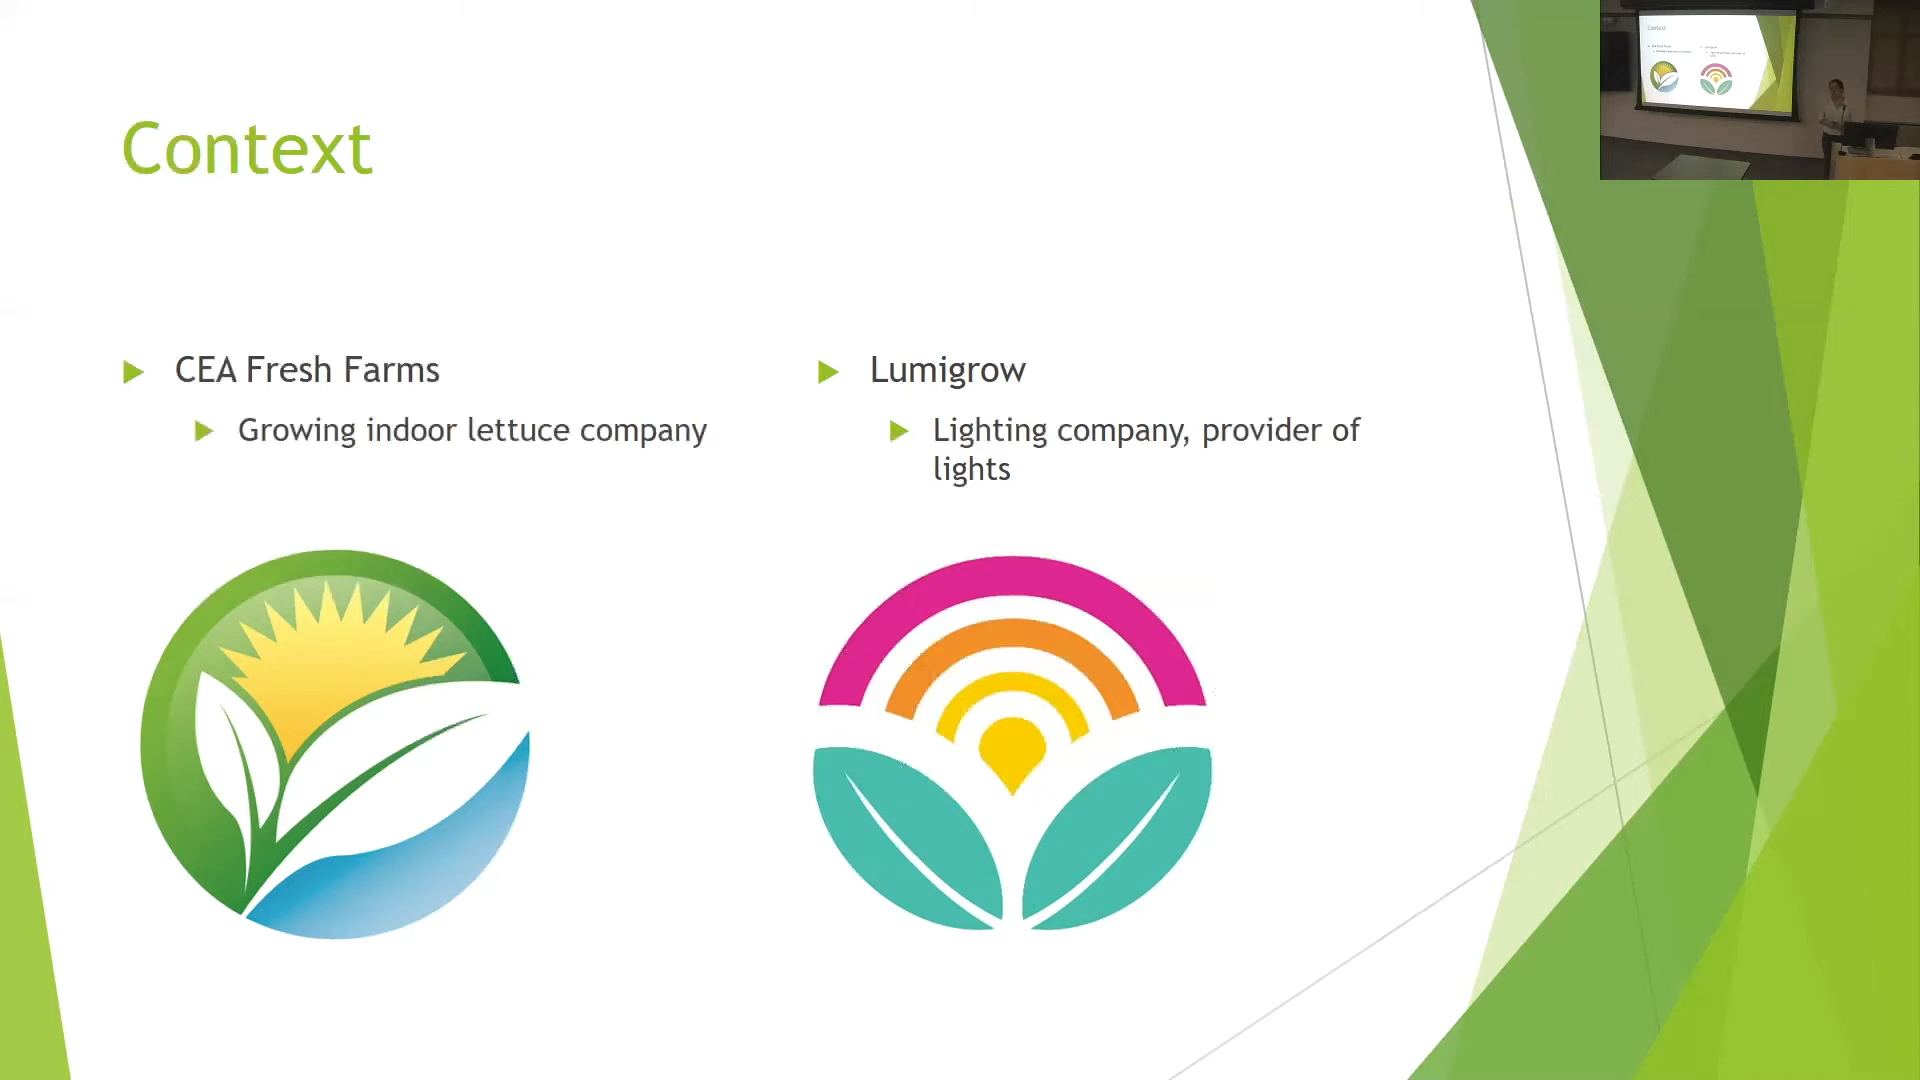 Context
CEA Fresh Farms
Growing indoor lettuce company
Lumigrow
Lighting company, provider of
lights